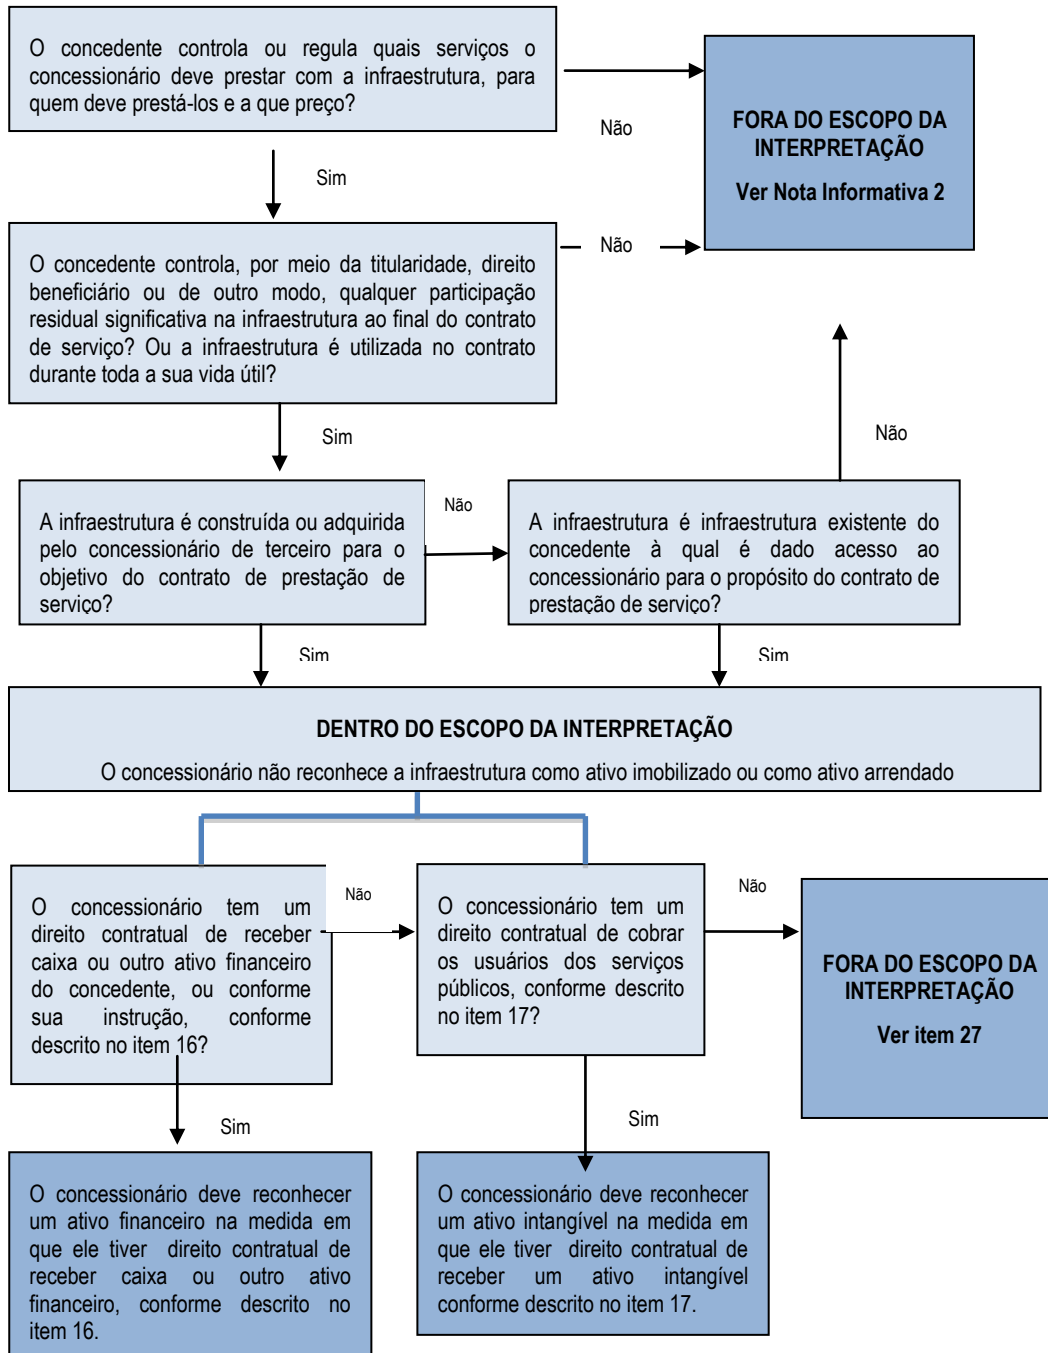 O concedente controla ou regula quais serviços o
concessionário deve prestar com a infraestrutura, para
quem deve prestá-los e a que preço?
Não
FORA DO ESCOPO DA
INTERPRETAÇÃO
Ver Nota Informativa 2
Sim
O concedente controla, por meio da titularidade, direito
beneficiário ou de outro modo, qualquer participação
residual significativa na infraestrutura ao final do contrato
de serviço? Ou a infraestrutura é utilizada no contrato
durante toda a sua vida útil?
Não
Sim
Não
A infraestrutura é construída ou adquirida
pelo concessionário de terceiro para o
objetivo do contrato de prestação de
serviço?
Não
A infraestrutura é infraestrutura existente do
concedente à qual é dado acesso ao
concessionário para o propósito do contrato de
prestação de serviço?
Sim
Sim
DENTRO DO ESCOPO DA INTERPRETAÇÃO
O concessionário não reconhece a infraestrutura como ativo imobilizado ou como ativo arrendado
O concessionário tem um
direito contratual de receber
caixa ou outro ativo financeiro
do concedente, ou conforme
sua instrução, conforme
descrito no item 16?
Não
O concessionário tem um
direito contratual de cobrar
os usuários dos serviços
públicos, conforme descrito
no item 17?
Não
FORA DO ESCOPO DA
INTERPRETAÇÃO
Ver item 27
Sim
Sim
O concessionário deve reconhecer
um ativo financeiro na medida em
que ele tiver direito contratual de
receber caixa ou outro ativo
financeiro, conforme descrito no
item 16.
O concessionário deve reconhecer
um ativo intangível na medida em
que ele tiver direito contratual de
receber um ativo intangível
conforme descrito no item 17.